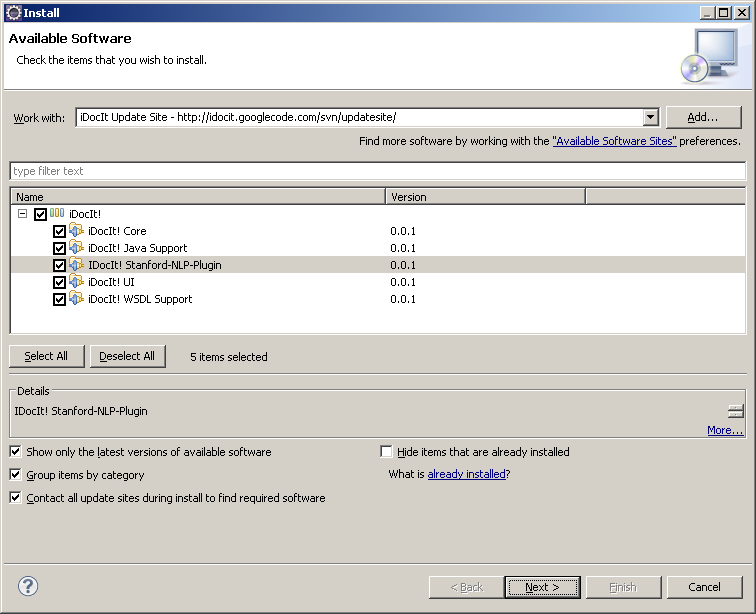 Install
Available Software
Check the items that you wish to install.
Work with: iDocIt Update Site - http://idocit.googlecode.com/svn/updatesite/ Add...
Find more software by working with the "Available Software Sites" preferences.
type filter text
Name Version
iDocIt!
iDocIt! Core 0.0.1
iDocIt! Java Support 0.0.1
IDocIt! Stanford-NLP-Plugin 0.0.1
iDocIt! UI 0.0.1
iDocIt! WSDL Support 0.0.1
Select All Deselect All 5 items selected
Details
IDocIt! Stanford-NLP-Plugin
More...
Show only the latest versions of available software Hide items that are already installed
Group items by category What is already installed?
Contact all update sites during install to find required software
? < Back Next > Finish Cancel